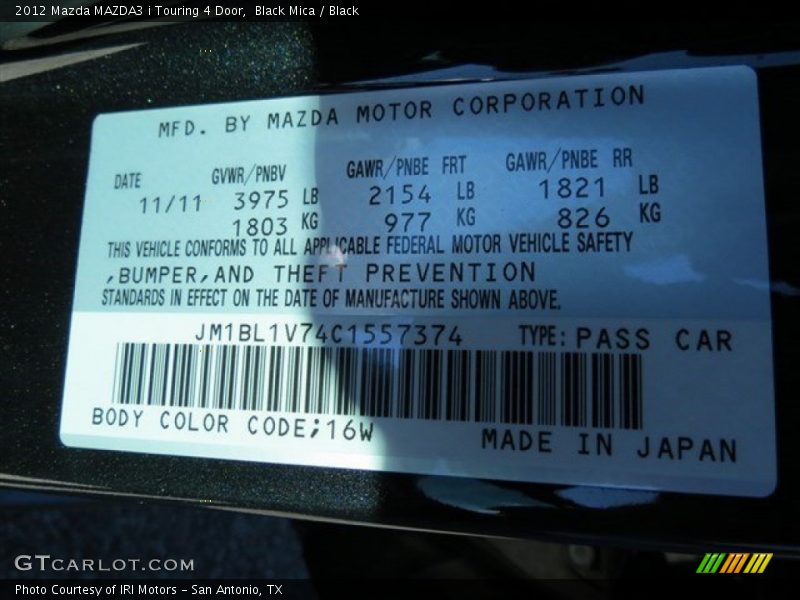 2012 Mazda MAZDA3 i Touring 4 Door, Black Mica / Black
MFD. BY MAZDA MOTOR CORPORATION
DATE GVWR/PNBV GAWR/PNBE FRT GAWR/PNBE RR
11/11 3975 LB 2154 LB 1821 LB
1803 KG 977 KG 826 KG
THIS VEHICLE CONFORMS TO ALL APPLICABLE FEDERAL MOTOR VEHICLE SAFETY
,BUMPER,AND THEFT PREVENTION
STANDARDS IN EFFECT ON THE DATE OF MANUFACTURE SHOWN ABOVE.
JM1BL1V74C1557374 TYPE: PASS CAR
BODY COLOR CODE;16W MADE IN JAPAN
GTCARLOT.COM
Photo Courtesy of IRI Motors - San Antonio, TX